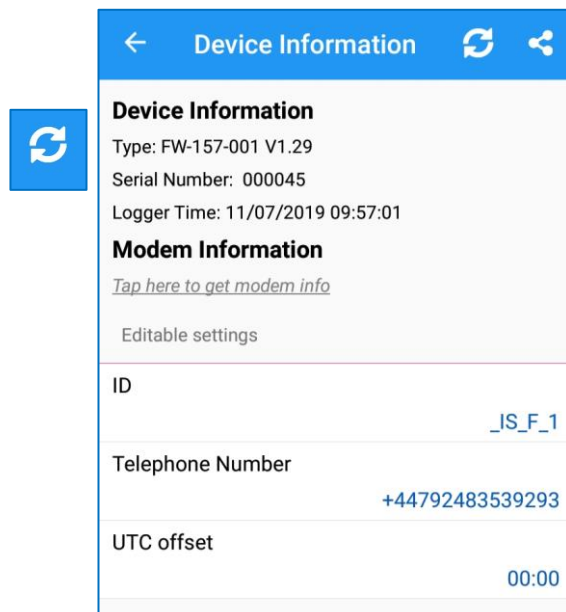 Device Information
Device Information
Type: FW-157-001 V1.29
Serial Number: 000045
Logger Time: 11/07/2019 09:57:01
Modem Information
Tap here to get modem info
Editable settings
ID
_IS_F_1
Telephone Number
+44792483539293
UTC offset
00:00